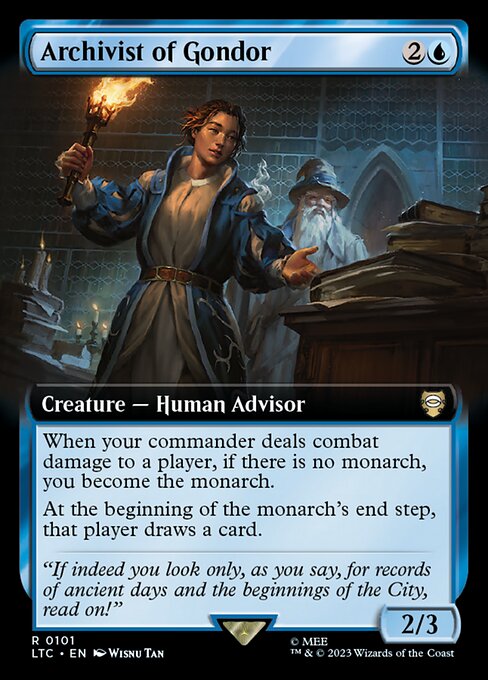 Archivist of Gondor 2
Creature — Human Advisor
When your commander deals combat
damage to a player, if there is no monarch,
you become the monarch.
At the beginning of the monarch's end step,
that player draws a card.
"If indeed you look only, as you say, for records
of ancient days and the beginnings of the City,
read on!"
2/3
R 0101
LTC • EN Wisnu Tan
© MEE
™ & © 2023 Wizards of the Coast